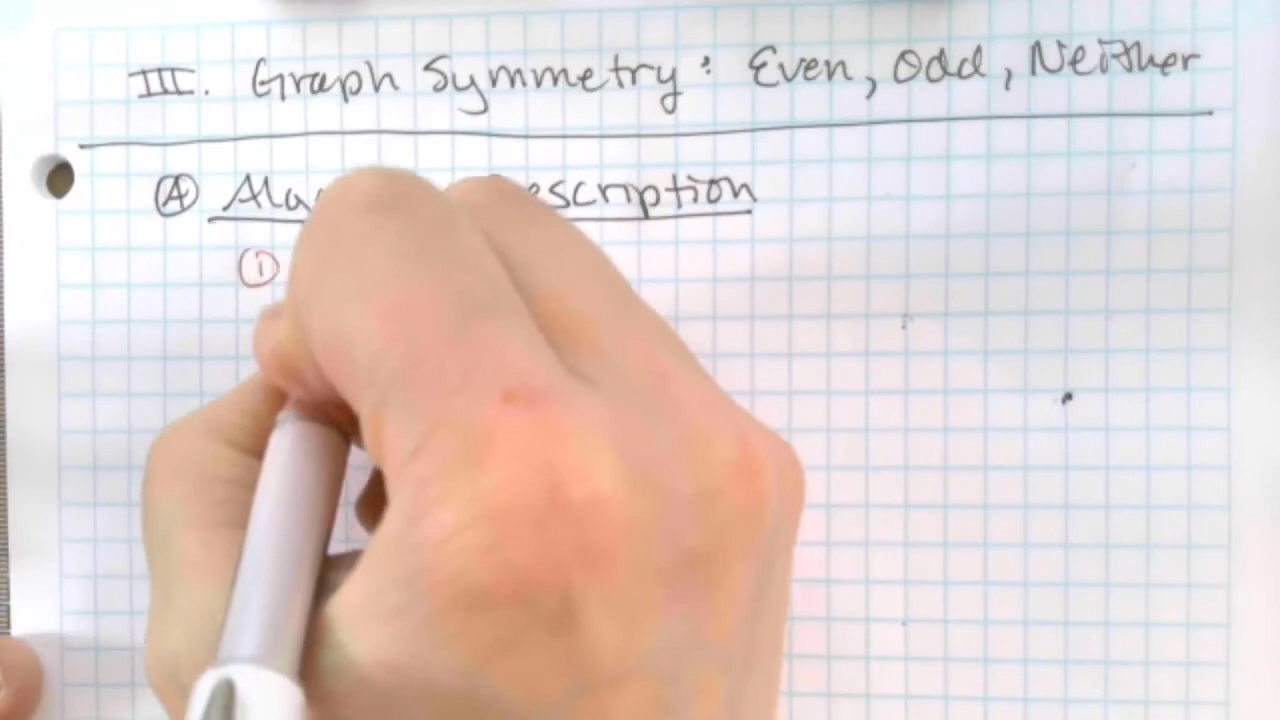 III. Graph Symmetry: Even, Odd, Neither
Ⓐ
①